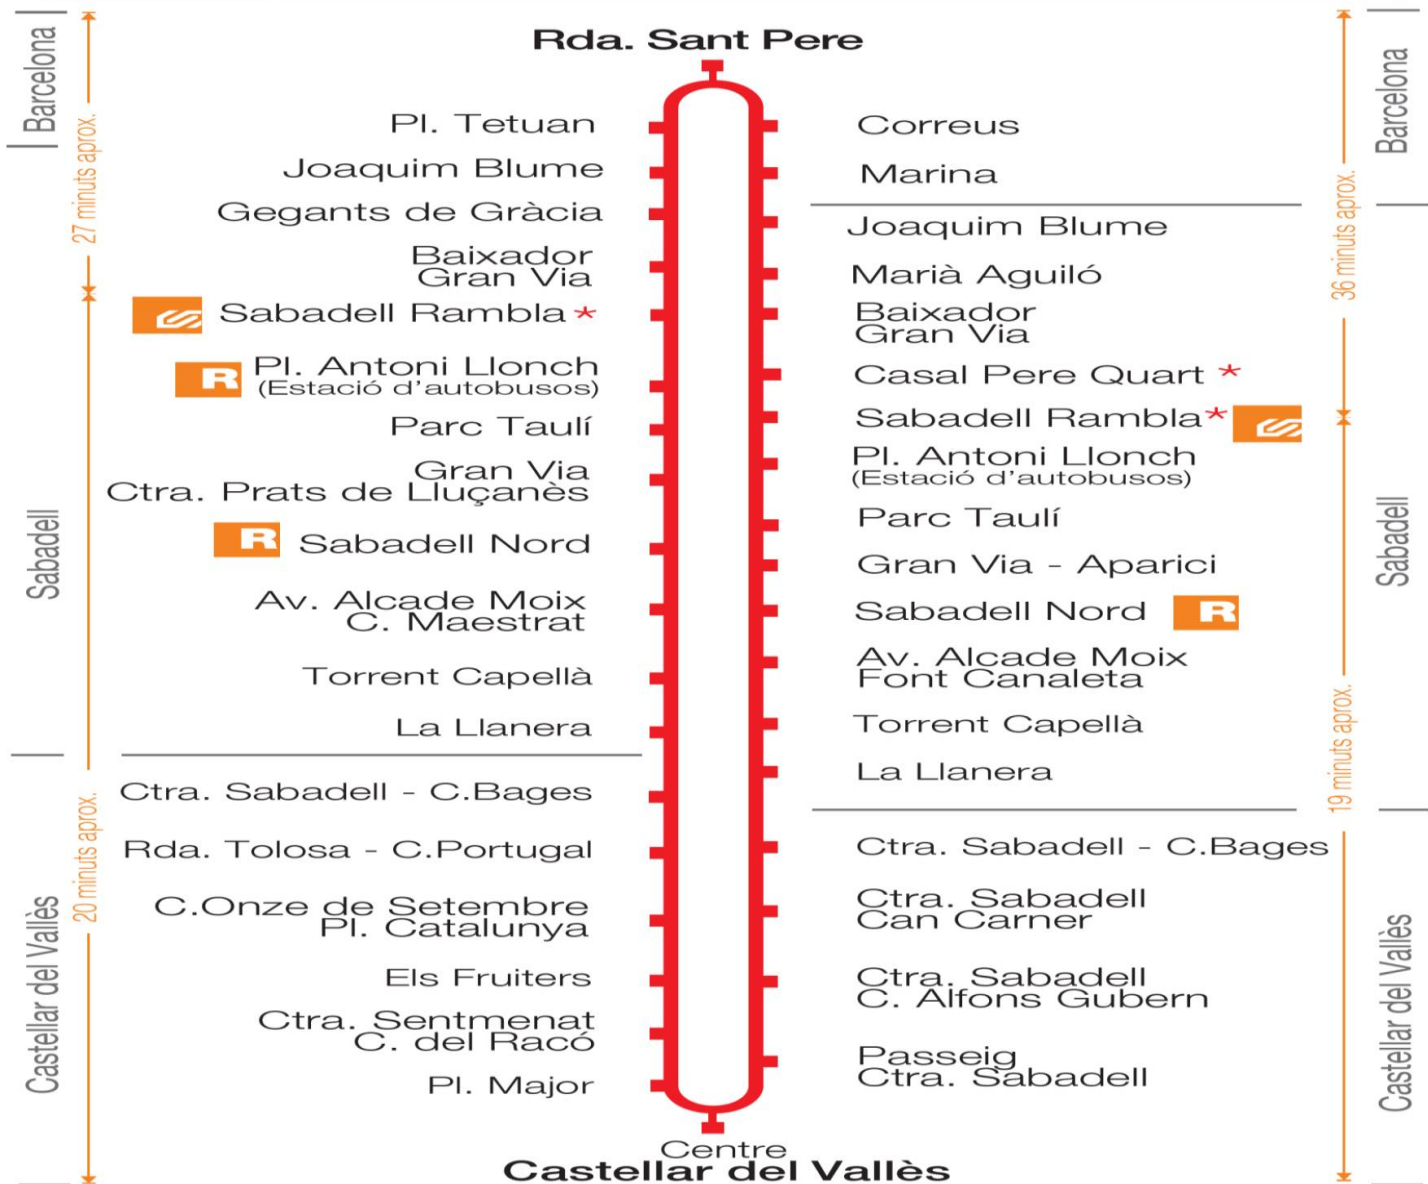 Rda. Sant Pere
Barcelona
27 minuts aprox.
Pl. Tetuan
Joaquim Blume
Gegants de Gràcia
Baixador
Gran Via
Sabadell Rambla *
R
Pl. Antoni Llonch
(Estació d'autobusos)
Parc Taulí
Gran Via
Ctra. Prats de Lluçanès
R
Sabadell Nord
Av. Alcade Moix
C. Maestrat
Torrent Capellà
La Llanera
Sabadell
Ctra. Sabadell - C.Bages
Rda. Tolosa - C.Portugal
C.Onze de Setembre
Pl. Catalunya
Els Fruiters
Ctra. Sentmenat
C. del Racó
Pl. Major
20 minuts aprox.
Castellar del Vallès
Correus
Marina
Barcelona
36 minuts aprox.
Joaquim Blume
Marià Aguiló
Baixador
Gran Via
Casal Pere Quart *
Sabadell Rambla*
Pl. Antoni Llonch
(Estació d'autobusos)
Parc Taulí
Gran Via - Aparici
Sabadell Nord
R
Av. Alcade Moix
Font Canaleta
Torrent Capellà
La Llanera
Sabadell
19 minuts aprox.
Ctra. Sabadell - C.Bages
Ctra. Sabadell
Can Carner
Ctra. Sabadell
C. Alfons Gubern
Passeig
Ctra. Sabadell
Castellar del Vallès
Centre
Castellar del Vallès